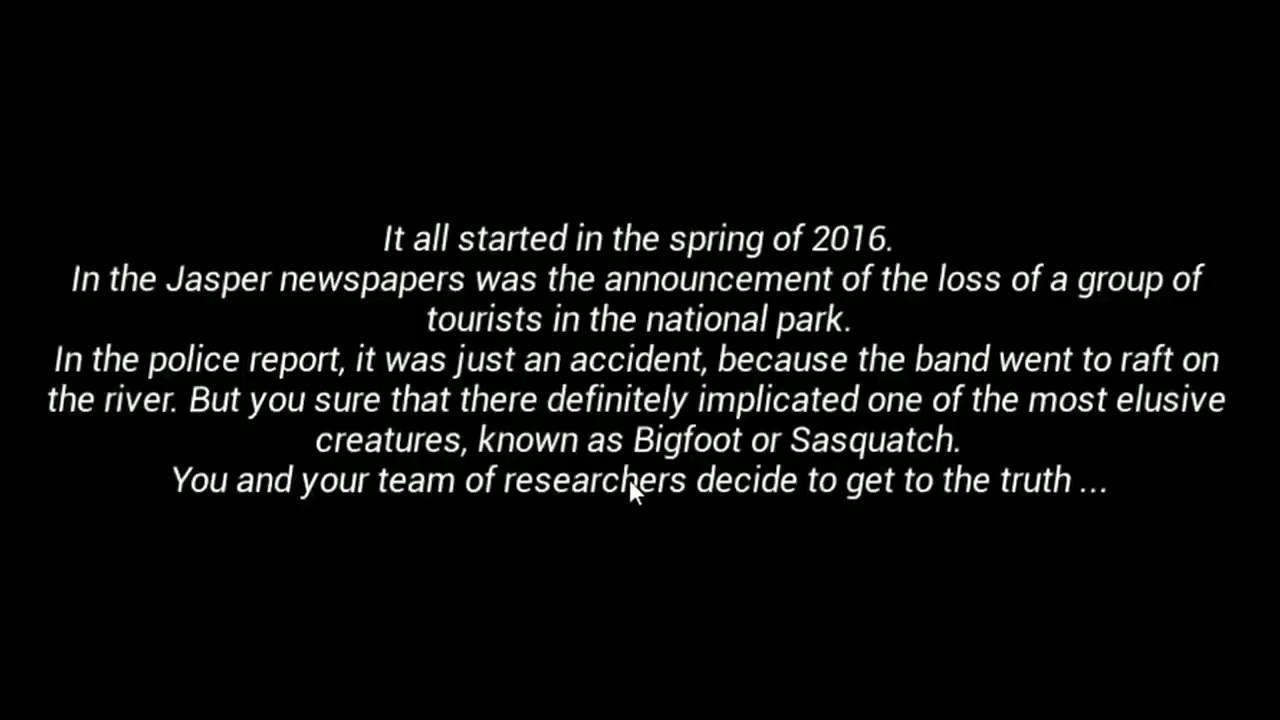 It all started in the spring of 2016.
In the Jasper newspapers was the announcement of the loss of a group of
tourists in the national park.
In the police report, it was just an accident, because the band went to raft on
the river. But you sure that there definitely implicated one of the most elusive
creatures, known as Bigfoot or Sasquatch.
You and your team of researchers decide to get to the truth ...